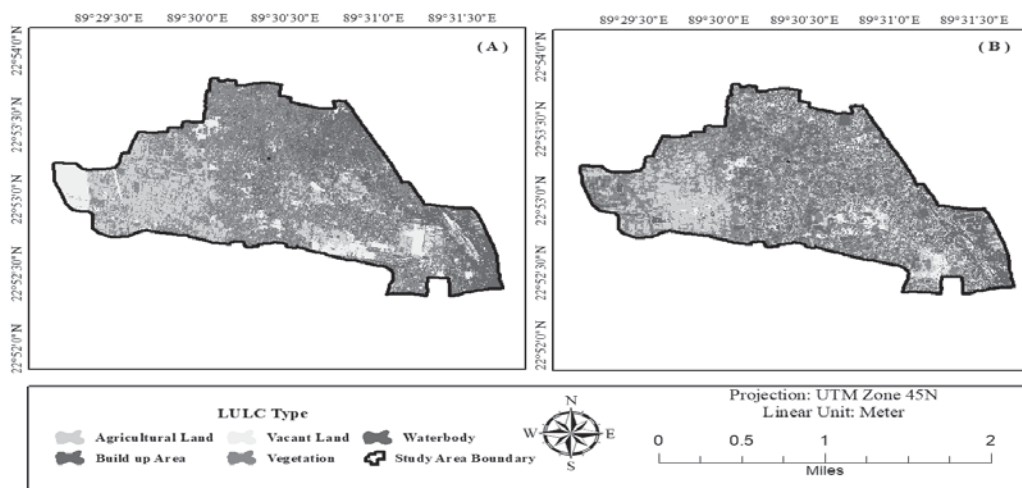 89°29'30"E 89°30'0"E 89°30'30"E 89°31'0"E 89°31'30"E
89°29'30"E 89°30'0"E 89°30'30"E 89°31'0"E 89°31'30"E
( A )
( B )
22°54'0"N
22°53'30"N
22°53'0"N
22°52'30"N
22°52'0"N
22°54'0"N
22°53'30"N
22°53'0"N
22°52'30"N
22°52'0"N
LULC Type
Agricultural Land Vacant Land Waterbody
Build up Area Vegetation Study Area Boundary
N
W E
S
Projection: UTM Zone 45N
Linear Unit: Meter
0 0.5 1 2
Miles